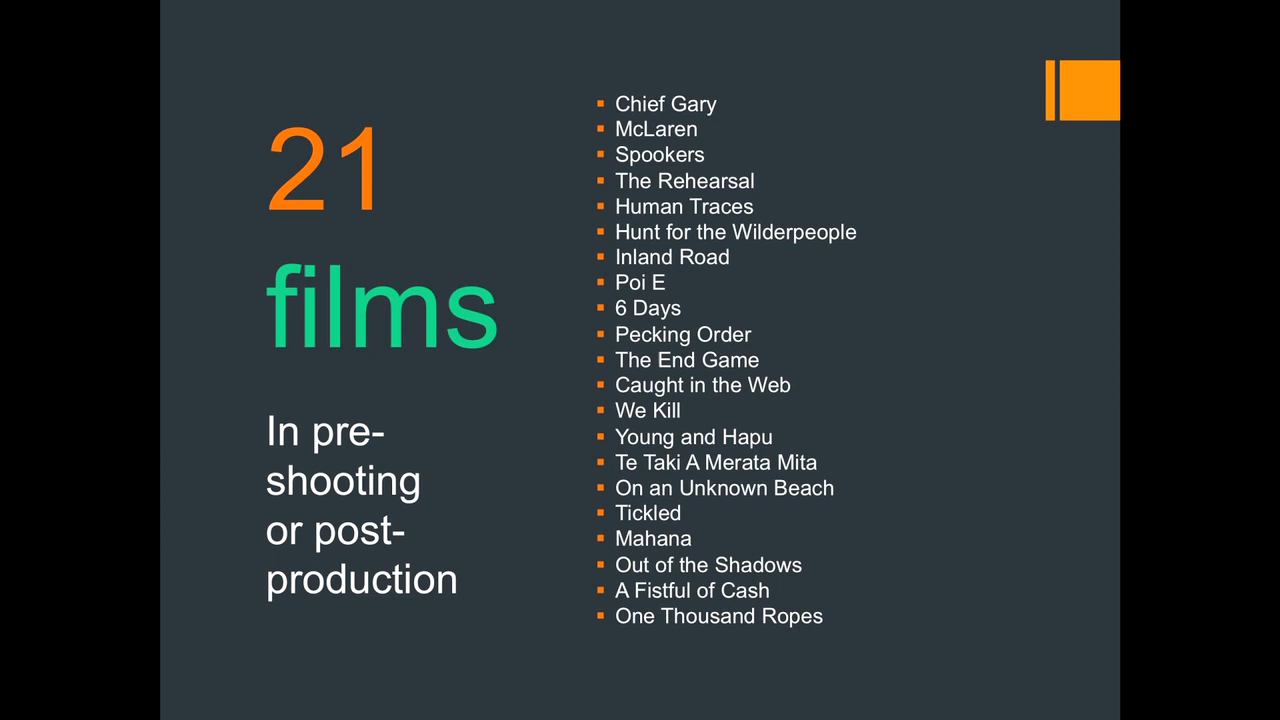 21
films
In pre-
shooting
or post-
production
Chief Gary
McLaren
Spookers
The Rehearsal
Human Traces
Hunt for the Wilderpeople
Inland Road
Poi E
6 Days
Pecking Order
The End Game
Caught in the Web
We Kill
Young and Hapu
Te Taki A Merata Mita
On an Unknown Beach
Tickled
Mahana
Out of the Shadows
A Fistful of Cash
One Thousand Ropes